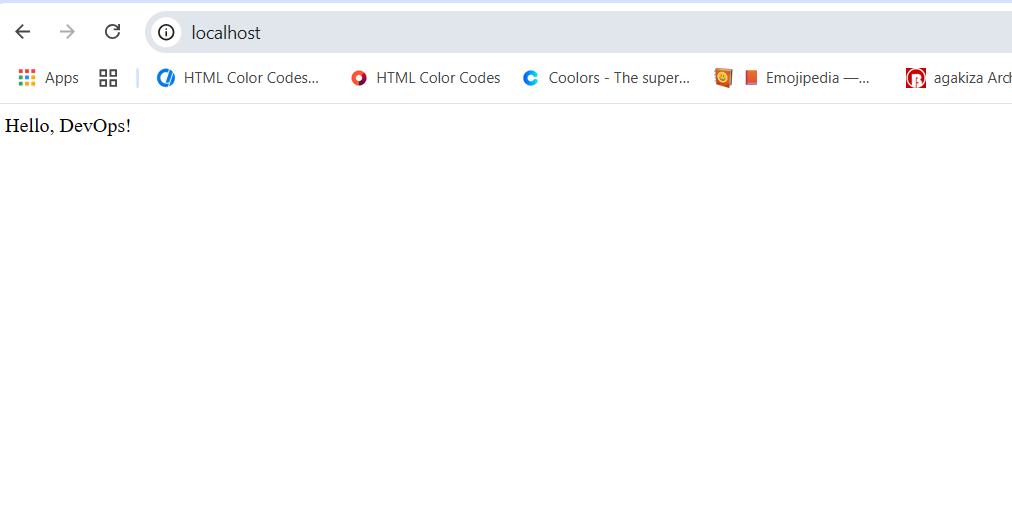 localhost
Apps HTML Color Codes... HTML Color Codes Coolors - The super... Emojipedia —... agakiza Arch
Hello, DevOps!